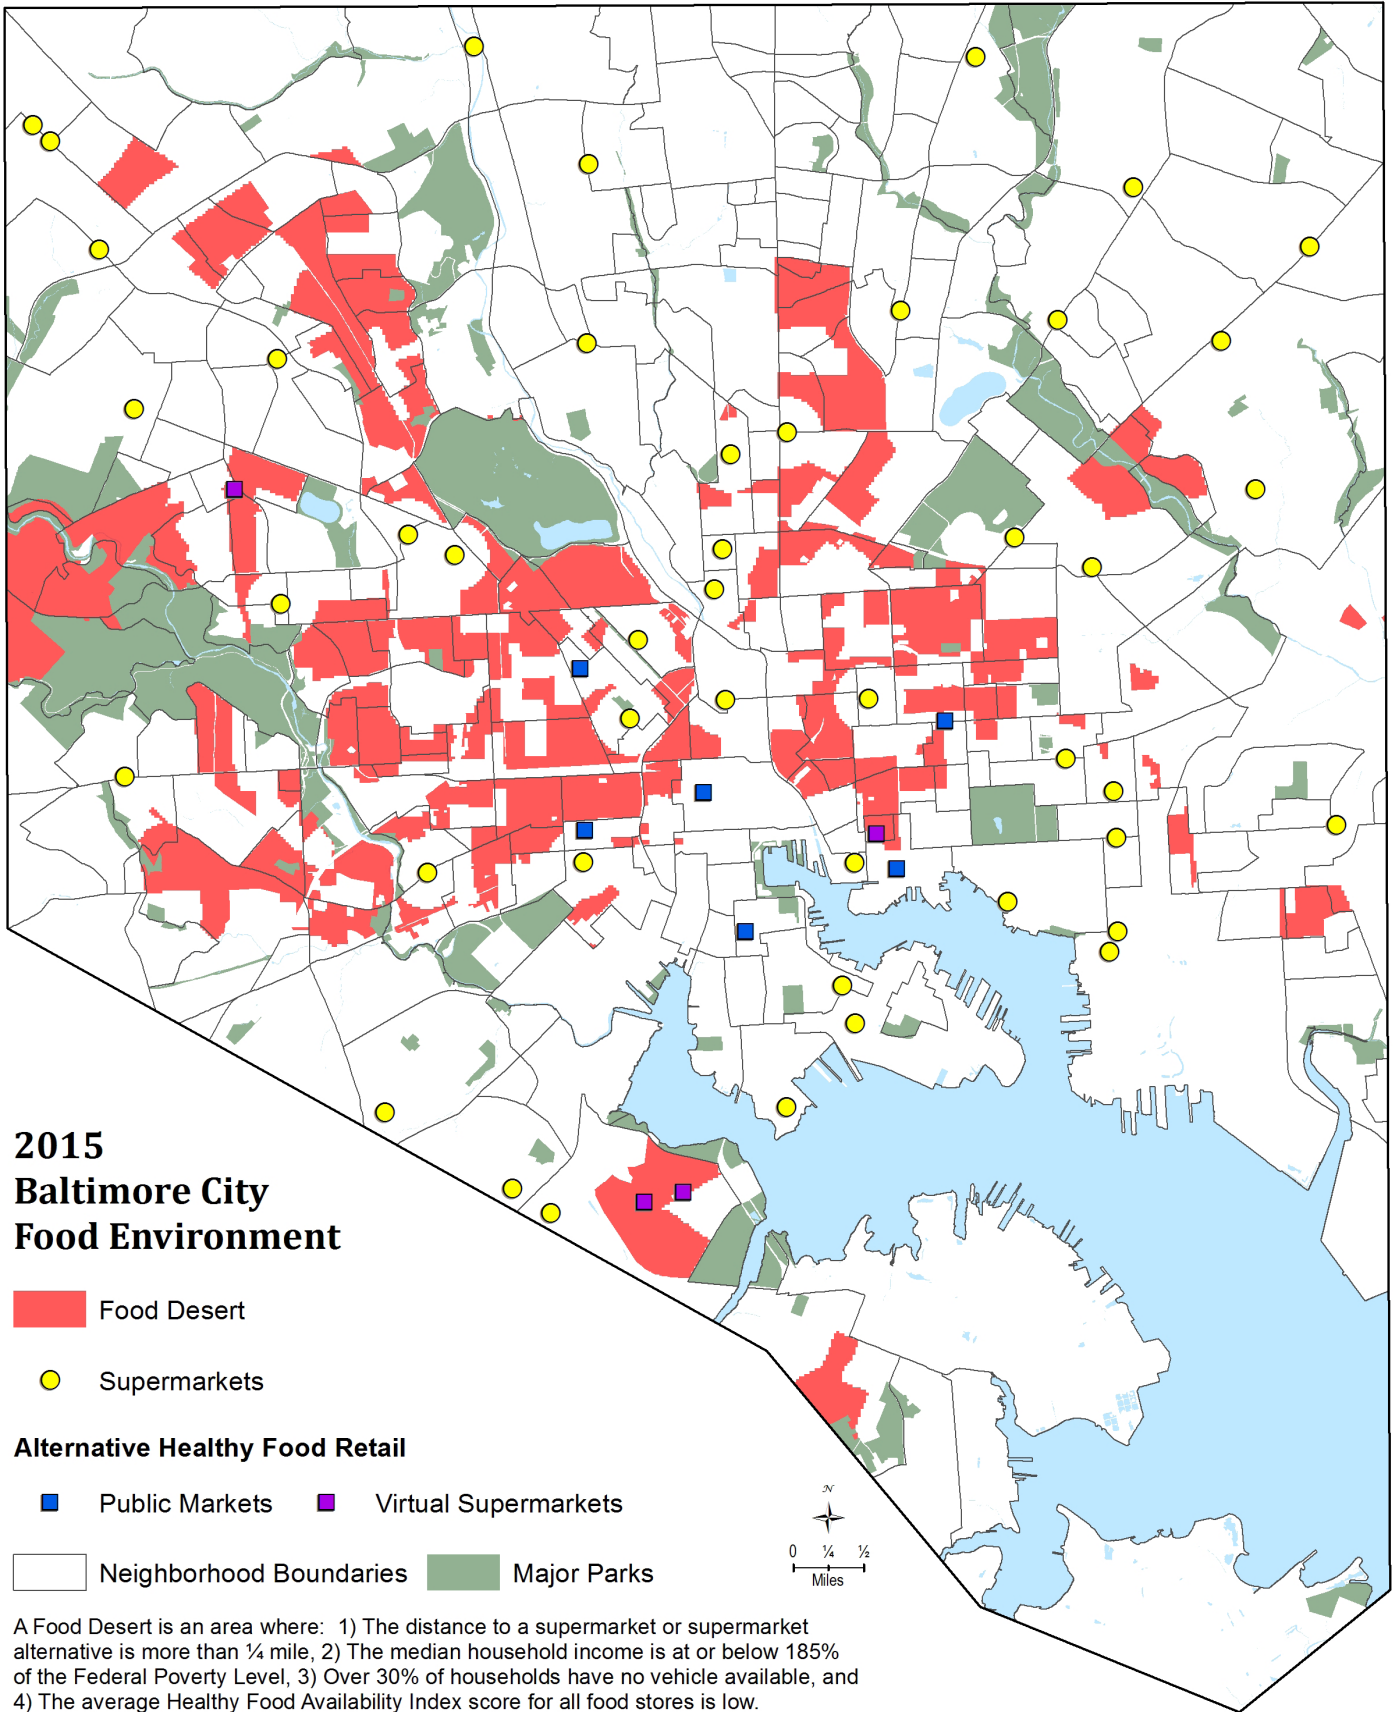 2015
Baltimore City
Food Environment
Food Desert
Supermarkets
Alternative Healthy Food Retail
Public Markets
Virtual Supermarkets
Neighborhood Boundaries
Major Parks
N
0 ¼ ½
Miles
A Food Desert is an area where: 1) The distance to a supermarket or supermarket
alternative is more than ¼ mile, 2) The median household income is at or below 185%
of the Federal Poverty Level, 3) Over 30% of households have no vehicle available, and
4) The average Healthy Food Availability Index score for all food stores is low.